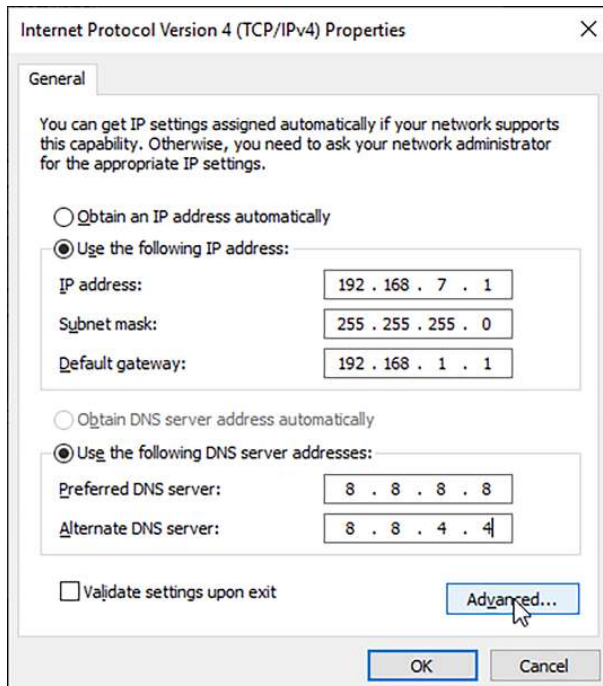 Internet Protocol Version 4 (TCP/IPv4) Properties
General
You can get IP settings assigned automatically if your network supports
this capability. Otherwise, you need to ask your network administrator
for the appropriate IP settings.
Obtain an IP address automatically
Use the following IP address:
IP address: 192 . 168 . 7 . 1
Subnet mask: 255 . 255 . 255 . 0
Default gateway: 192 . 168 . 1 . 1
Obtain DNS server address automatically
Use the following DNS server addresses:
Preferred DNS server: 8 . 8 . 8 . 8
Alternate DNS server: 8 . 8 . 4 . 4
Validate settings upon exit
Advanced...
OK Cancel